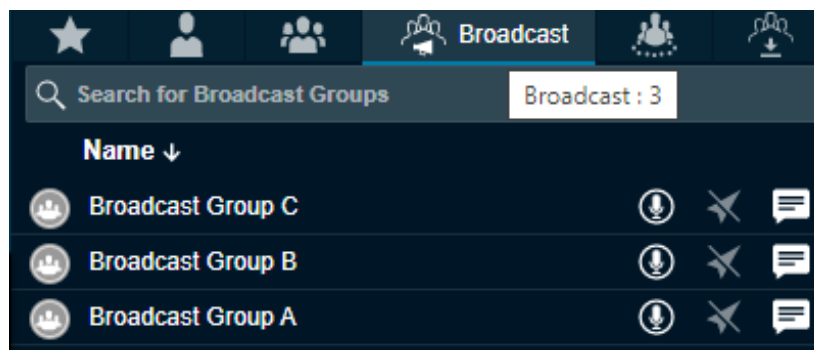 Broadcast
Search for Broadcast Groups
Broadcast : 3
Name ↓
Broadcast Group C
Broadcast Group B
Broadcast Group A